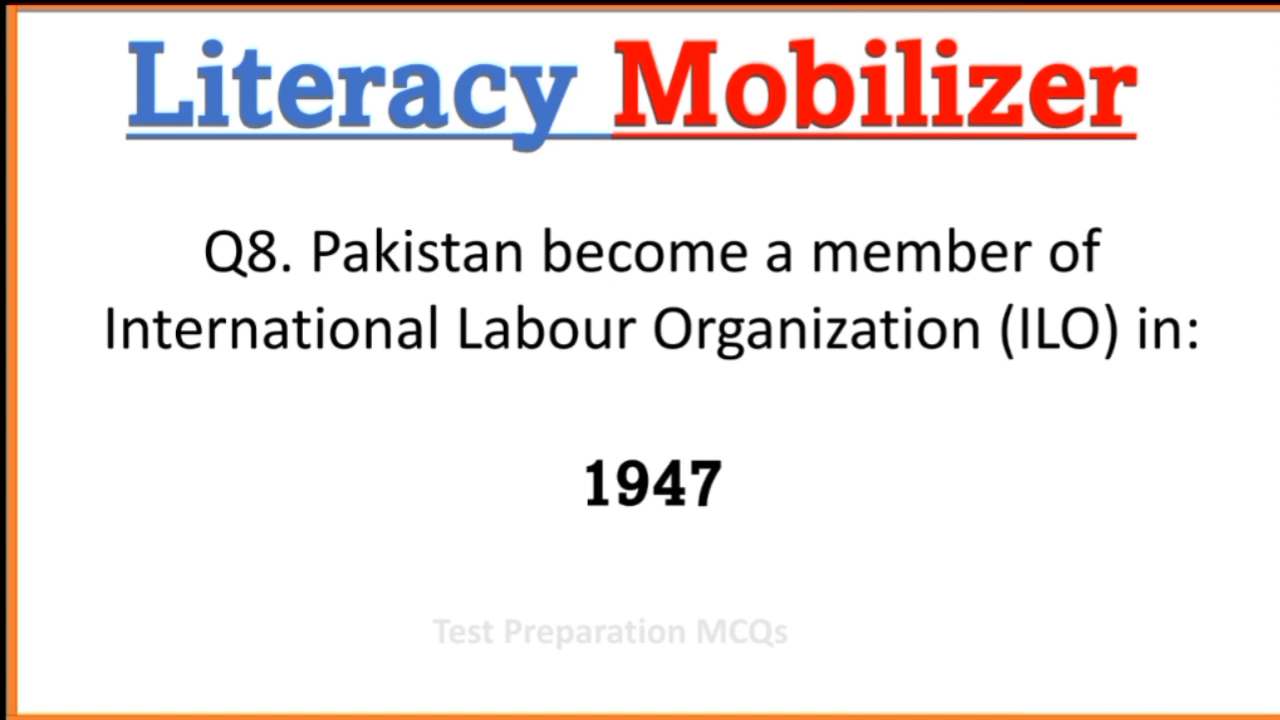 Literacy Mobilizer
Q8. Pakistan become a member of
International Labour Organization (ILO) in:
1947
Test Preparation MCQs